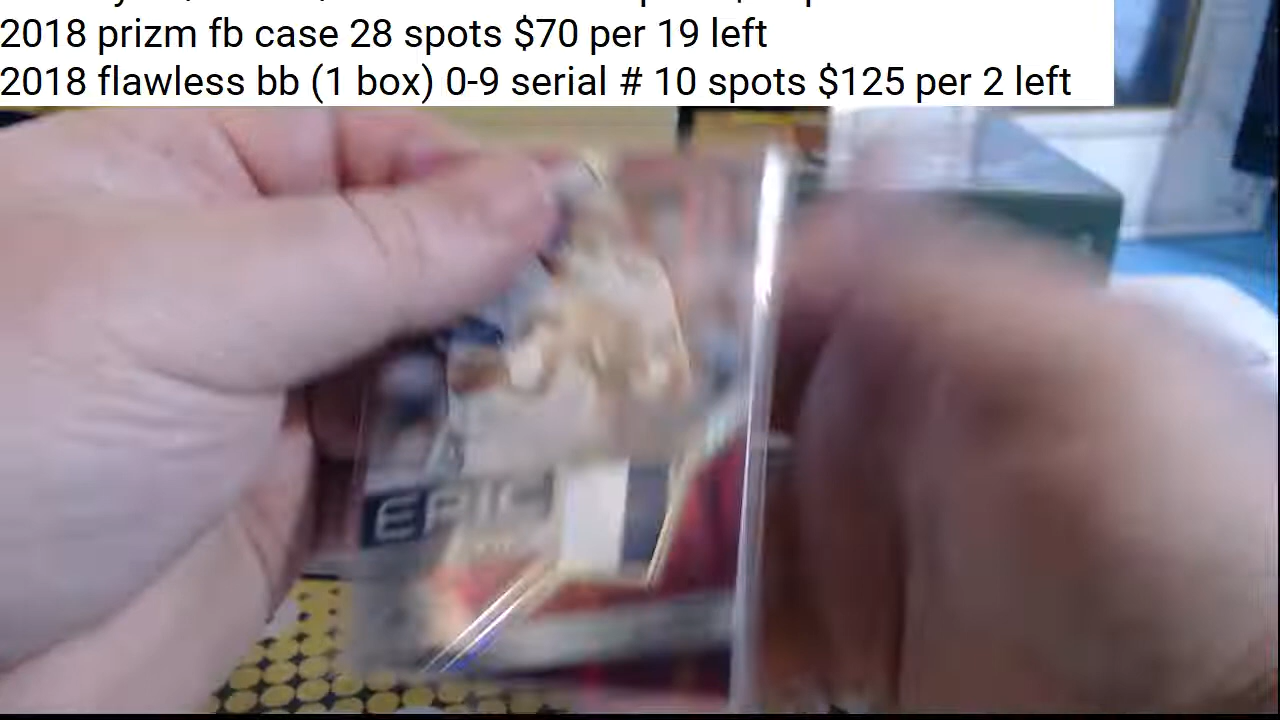 2018 prizm fb case 28 spots $70 per 19 left
2018 flawless bb (1 box) 0-9 serial # 10 spots $125 per 2 left
EPIC